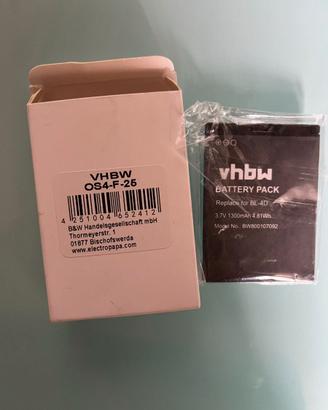 VHBW
OS4-F-25
4 251004 652412
B&W Handelsgesellschaft mbH
Thormeyerstr. 1
01877 Bischofswerda
www.electropapa.com
vhbw
BATTERY PACK
Replace for BL-4D
3.7V 1300mAh 4.81Wh
Model No.: BW800107092